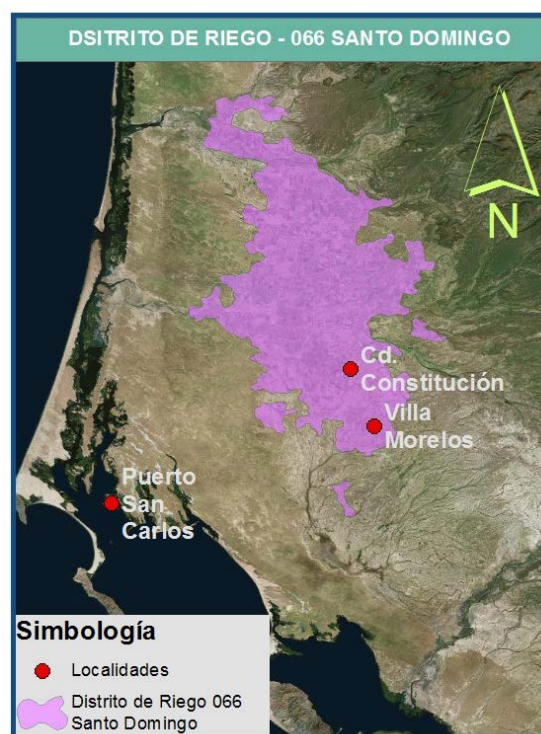 DSITRITO DE RIEGO - 066 SANTO DOMINGO
N
Cd.
Constitución
Villa
Morelos
Puerto
San
Carlos
Simbología
Localidades
Distrito de Riego 066
Santo Domingo